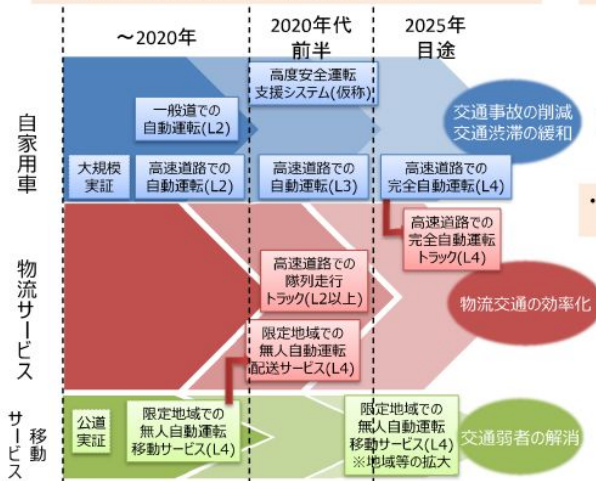 ～2020年
2020年代
前半
2025年
目途
自家用車
高度安全運転
支援システム(仮称)
一般道での
自動運転(L2)
大規模
実証
高速道路での
自動運転(L2)
高速道路での
自動運転(L3)
高速道路での
完全自動運転(L4)
交通事故の削減
交通渋滞の緩和
物流サービス
高速道路での
完全自動運転
トラック(L4)
高速道路での
隊列走行
トラック(L2以上)
限定地域での
無人自動運転
配送サービス(L4)
物流交通の効率化
移動
サービス
公道
実証
限定地域での
無人自動運転
移動サービス(L4)
限定地域での
無人自動運転
移動サービス(L4)
※地域等の拡大
交通弱者の解消
・